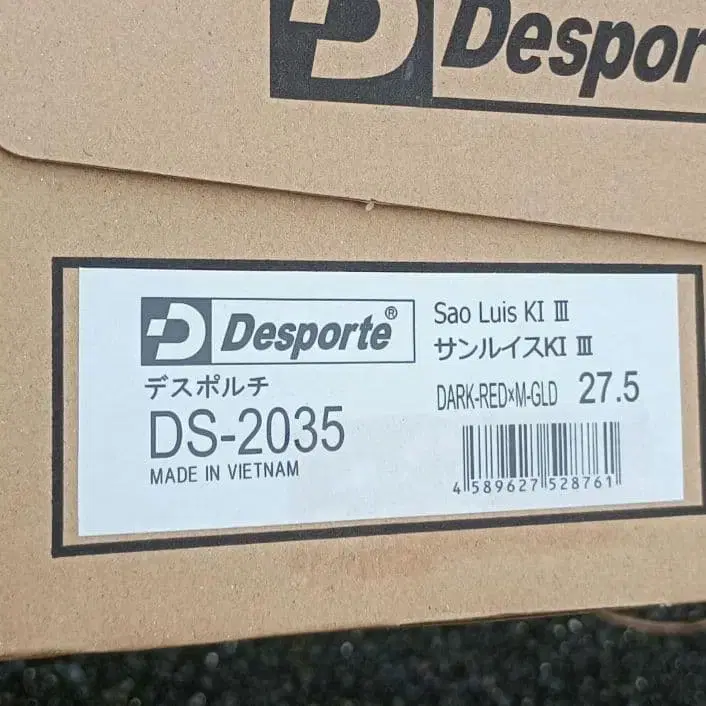 Despor
Desporte®
デスポルチ
DS-2035
MADE IN VIETNAM
Sao Luis KI Ⅲ
サンルイスKI Ⅲ
DARK-RED×M-GLD 27.5
4 589627 528761